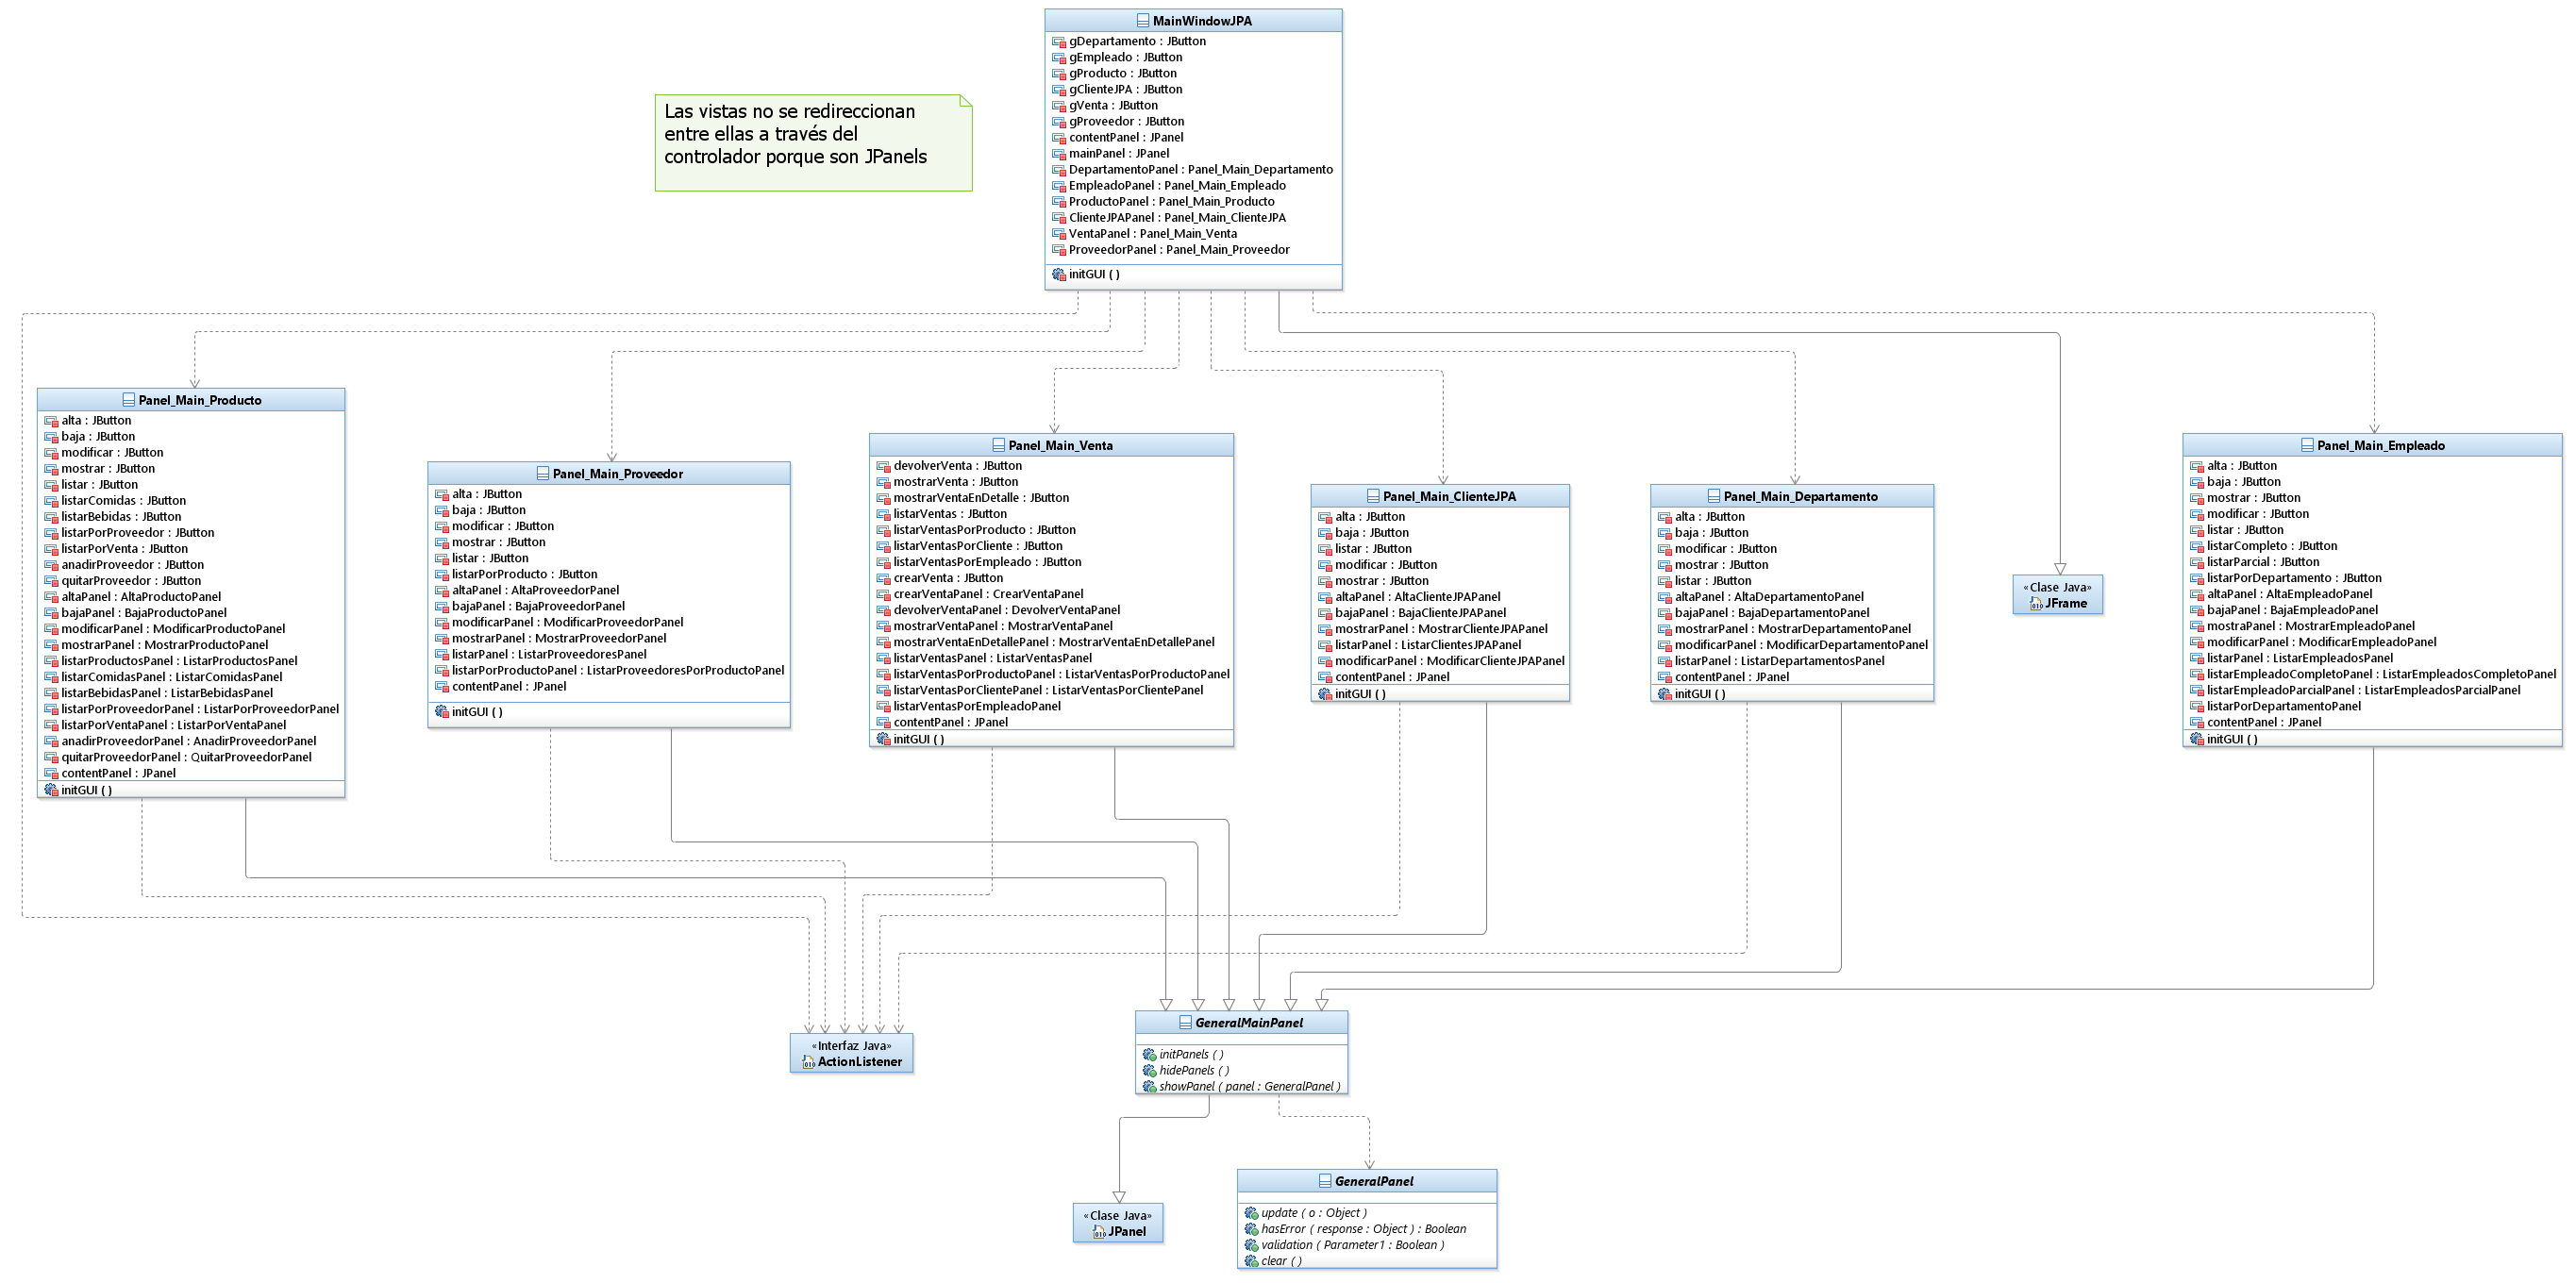 MainWindowJPA
gDepartamento : JButton
gEmpleado : JButton
gProducto : JButton
gClienteJPA : JButton
gVenta : JButton
gProveedor : JButton
contentPanel : JPanel
mainPanel : JPanel
DepartamentoPanel : Panel_Main_Departamento
EmpleadoPanel : Panel_Main_Empleado
ProductoPanel : Panel_Main_Producto
ClienteJPAPanel : Panel_Main_ClienteJPA
VentaPanel : Panel_Main_Venta
ProveedorPanel : Panel_Main_Proveedor
initGUI ( )
Las vistas no se redireccionan
entre ellas a través del
controlador porque son JPanels
Panel_Main_Producto
alta : JButton
baja : JButton
modificar : JButton
mostrar : JButton
listar : JButton
listarComidas : JButton
listarBebidas : JButton
listarPorProveedor : JButton
listarPorVenta : JButton
anadirProveedor : JButton
quitarProveedor : JButton
altaPanel : AltaProductoPanel
bajaPanel : BajaProductoPanel
modificarPanel : ModificarProductoPanel
mostrarPanel : MostrarProductoPanel
listarProductosPanel : ListarProductosPanel
listarComidasPanel : ListarComidasPanel
listarBebidasPanel : ListarBebidasPanel
listarPorProveedorPanel : ListarPorProveedorPanel
listarPorVentaPanel : ListarPorVentaPanel
anadirProveedorPanel : AnadirProveedorPanel
quitarProveedorPanel : QuitarProveedorPanel
contentPanel : JPanel
initGUI ( )
Panel_Main_Proveedor
alta : JButton
baja : JButton
modificar : JButton
mostrar : JButton
listar : JButton
listarPorProducto : JButton
altaPanel : AltaProveedorPanel
bajaPanel : BajaProveedorPanel
modificarPanel : ModificarProveedorPanel
mostrarPanel : MostrarProveedorPanel
listarPanel : ListarProveedoresPanel
listarPorProductoPanel : ListarProveedoresPorProductoPanel
contentPanel : JPanel
initGUI ( )
Panel_Main_Venta
devolverVenta : JButton
mostrarVenta : JButton
mostrarVentaEnDetalle : JButton
listarVentas : JButton
listarVentasPorProducto : JButton
listarVentasPorCliente : JButton
listarVentasPorEmpleado : JButton
crearVenta : JButton
crearVentaPanel : CrearVentaPanel
devolverVentaPanel : DevolverVentaPanel
mostrarVentaPanel : MostrarVentaPanel
mostrarVentaEnDetallePanel : MostrarVentaEnDetallePanel
listarVentasPanel : ListarVentasPanel
listarVentasPorProductoPanel : ListarVentasPorProductoPanel
listarVentasPorClientePanel : ListarVentasPorClientePanel
listarVentasPorEmpleadoPanel
contentPanel : JPanel
initGUI ( )
Panel_Main_ClienteJPA
alta : JButton
baja : JButton
listar : JButton
modificar : JButton
mostrar : JButton
altaPanel : AltaClienteJPAPanel
bajaPanel : BajaClienteJPAPanel
mostrarPanel : MostrarClienteJPAPanel
listarPanel : ListarClientesJPAPanel
modificarPanel : ModificarClienteJPAPanel
contentPanel : JPanel
initGUI ( )
Panel_Main_Departamento
alta : JButton
baja : JButton
modificar : JButton
mostrar : JButton
listar : JButton
altaPanel : AltaDepartamentoPanel
bajaPanel : BajaDepartamentoPanel
mostrarPanel : MostrarDepartamentoPanel
modificarPanel : ModificarDepartamentoPanel
listarPanel : ListarDepartamentosPanel
contentPanel : JPanel
initGUI ( )
«Clase Java»
JFrame
Panel_Main_Empleado
alta : JButton
baja : JButton
mostrar : JButton
modificar : JButton
listar : JButton
listarCompleto : JButton
listarParcial : JButton
listarPorDepartamento : JButton
altaPanel : AltaEmpleadoPanel
bajaPanel : BajaEmpleadoPanel
mostraPanel : MostrarEmpleadoPanel
modificarPanel : ModificarEmpleadoPanel
listarPanel : ListarEmpleadosPanel
listarEmpleadoCompletoPanel : ListarEmpleadosCompletoPanel
listarEmpleadoParcialPanel : ListarEmpleadosParcialPanel
listarPorDepartamentoPanel
contentPanel : JPanel
initGUI ( )
«Interfaz Java»
ActionListener
GeneralMainPanel
initPanels ( )
hidePanels ( )
showPanel ( panel : GeneralPanel )
«Clase Java»
JPanel
GeneralPanel
update ( o : Object )
hasError ( response : Object ) : Boolean
validation ( Parameter1 : Boolean )
clear ( )